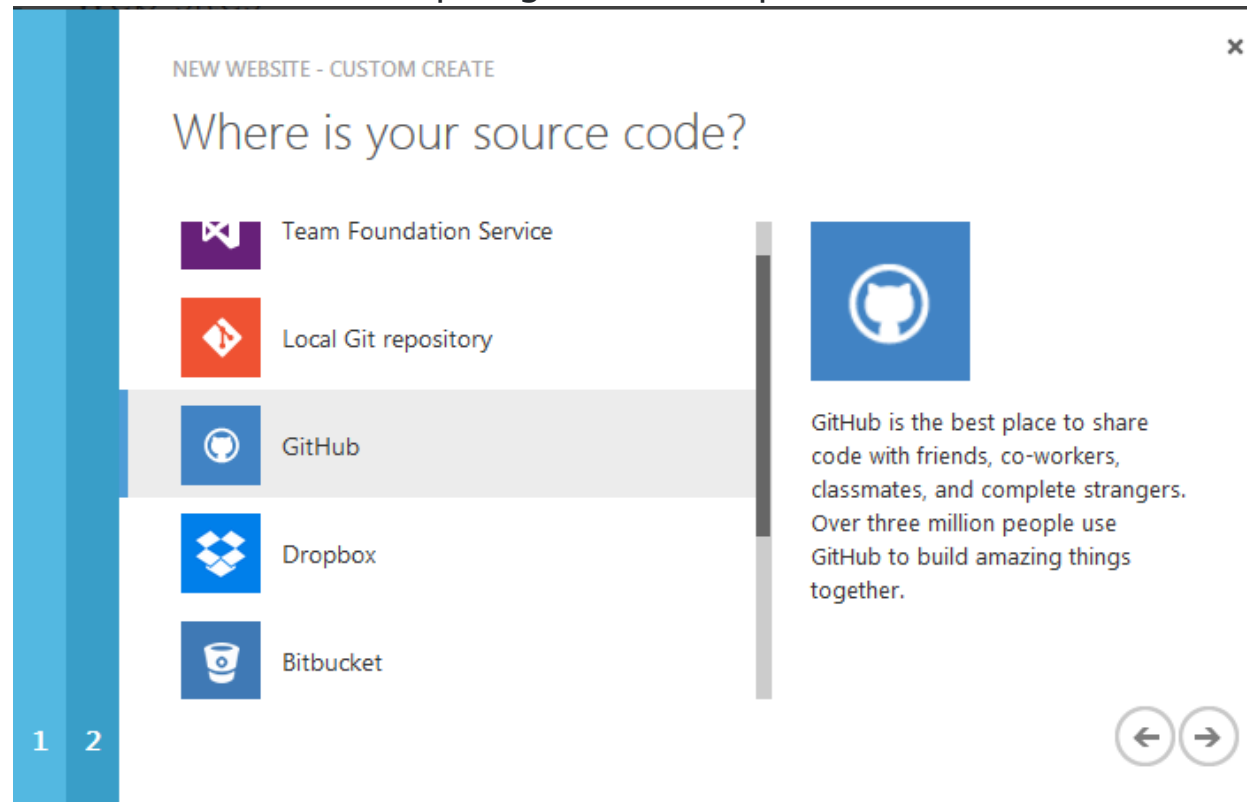 NEW WEBSITE - CUSTOM CREATE
Where is your source code?
Team Foundation Service
Local Git repository
GitHub
Dropbox
Bitbucket
GitHub is the best place to share
code with friends, co-workers,
classmates, and complete strangers.
Over three million people use
GitHub to build amazing things
together.
1 2